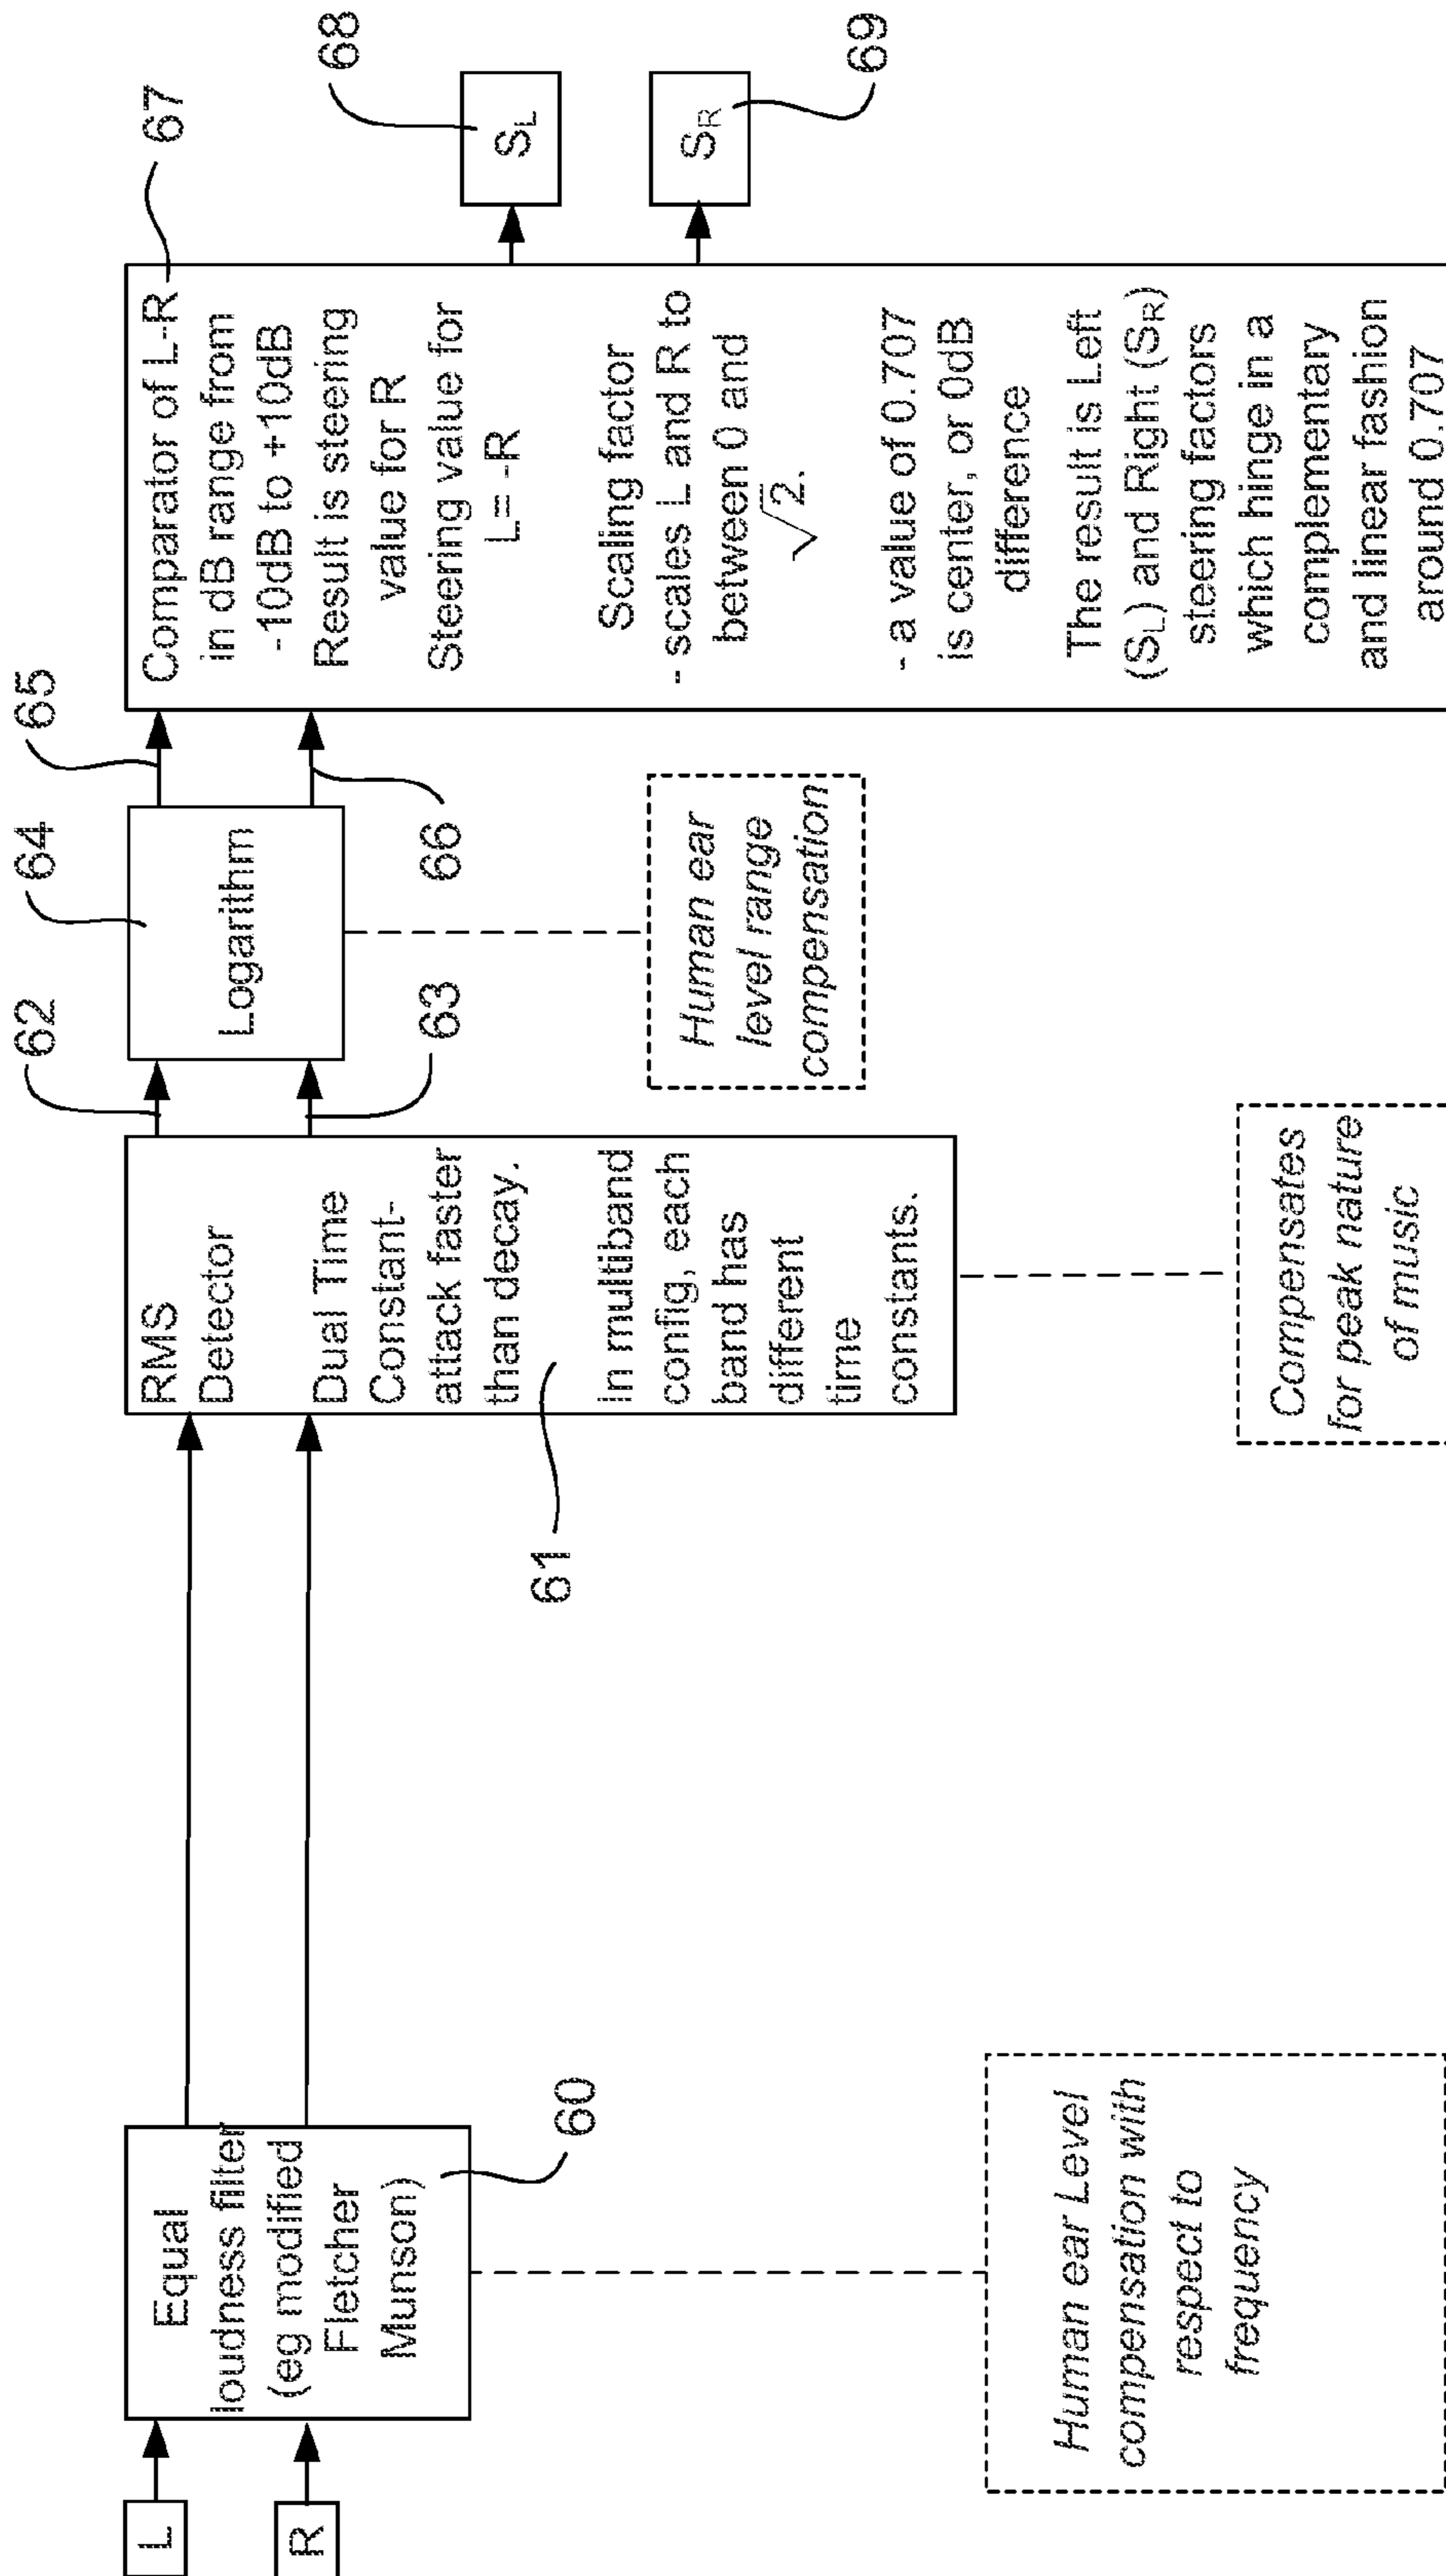 L
R
Equal
loudness filter
(eg modified
Fletcher
Munson)
60
Human ear Level
compensation with
respect to
frequency
RMS
Detector
Dual Time
Constant-
attack faster
than decay.
In multiband
config, each
band has
different
time
constants.
61
Compensates
for peak nature
of music
62
63
Logarithm
64
Human ear
level range
compensation
65
66
Comparator of L-R
in dB range from
-10dB to +10dB
Result is steering
value for R
Steering value for
L= -R
Scaling factor
- scales L and R to
between 0 and
√2.
- a value of 0.707
is center, or 0dB
difference
The result is Left
(SL) and Right (SR)
steering factors
which hinge in a
complementary
and linear fashion
around 0.707
67
SL
68
SR
69